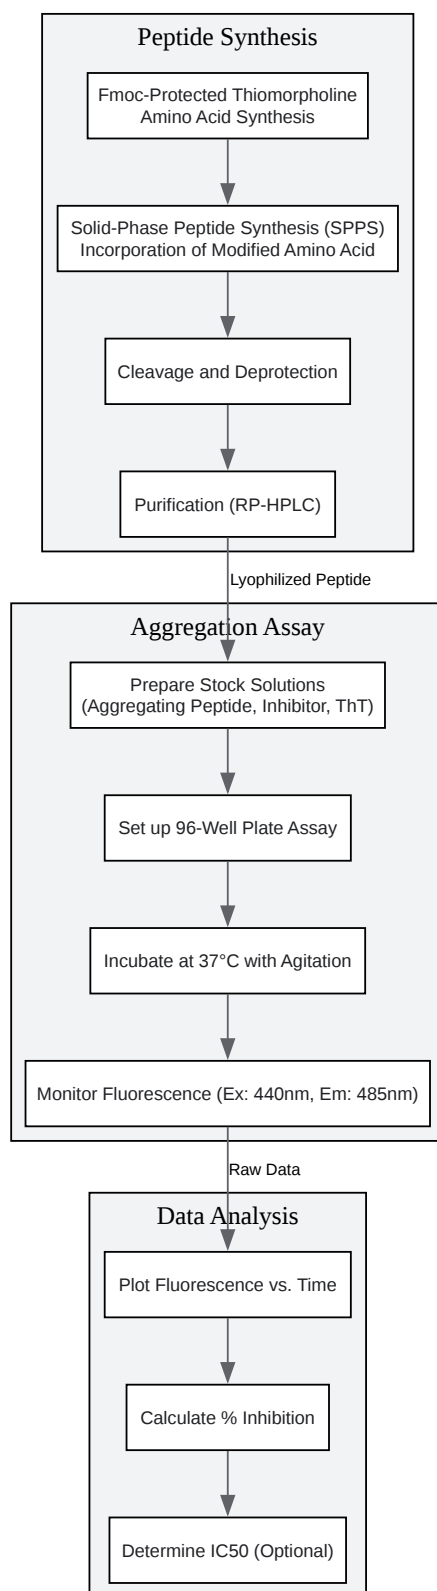 Peptide Synthesis
Fmoc-Protected Thiomorpholine
Amino Acid Synthesis
Solid-Phase Peptide Synthesis (SPPS)
Incorporation of Modified Amino Acid
Cleavage and Deprotection
Purification (RP-HPLC)
Lyophilized Peptide
Aggregation Assay
Prepare Stock Solutions
(Aggregating Peptide, Inhibitor, ThT)
Set up 96-Well Plate Assay
Incubate at 37°C with Agitation
Monitor Fluorescence (Ex: 440nm, Em: 485nm)
Raw Data
Data Analysis
Plot Fluorescence vs. Time
Calculate % Inhibition
Determine IC50 (Optional)